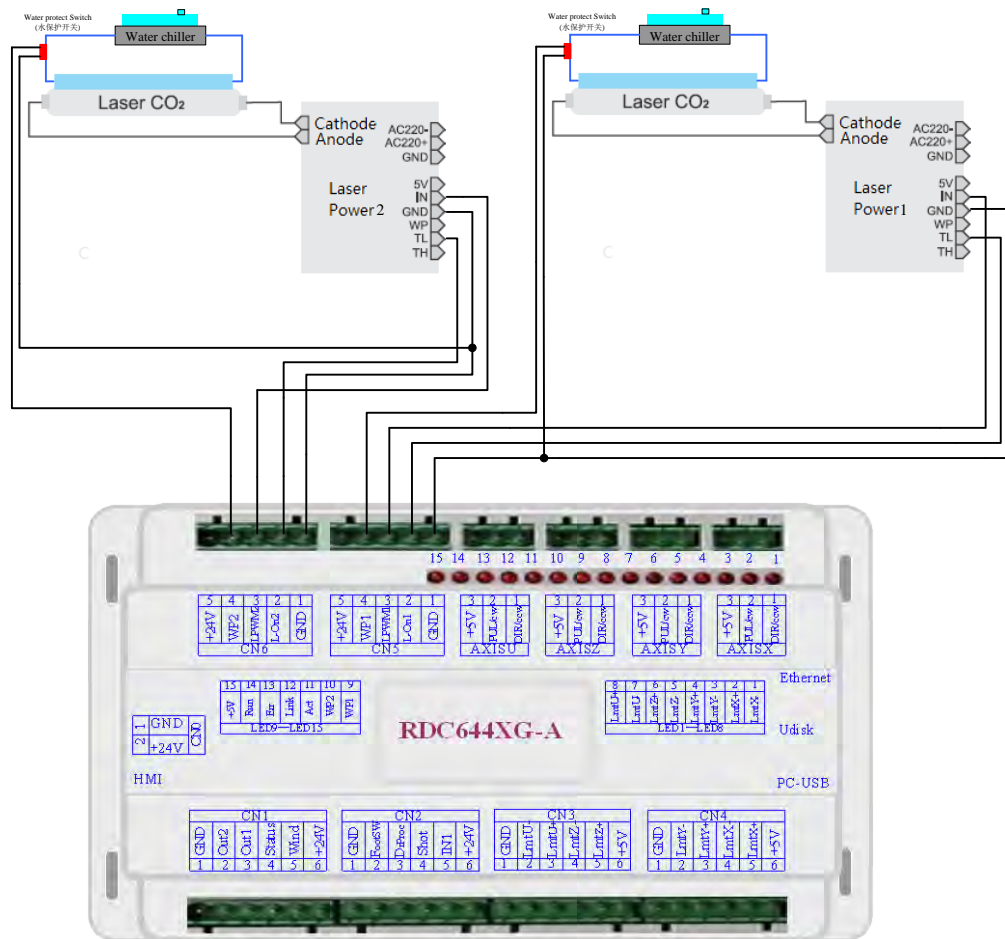 Water protect Switch
(水保护开关)
Water chiller
Laser CO2
Cathode
Anode
AC220-
AC220+
GND
5V
IN
GND
WP
TL
TH
Laser
Power2
C
Water protect Switch
(水保护开关)
Water chiller
Laser CO2
Cathode
Anode
AC220-
AC220+
GND
5V
IN
GND
WP
TL
TH
Laser
Power1
C
15 14 13 12 11 10 9 8 7 6 5 4 3 2 1
5 4 3 2 1
+24V WP2 LPWM2 L-On2 GND
CN6
5 4 3 2 1
+24V WP1 LPWM1 L-On1 GND
CN5
3 2 1
+5V PUL/cw DIR/ccw
AXISU
3 2 1
+5V PUL/cw DIR/ccw
AXISZ
3 2 1
+5V PUL/cw DIR/ccw
AXISY
3 2 1
+5V PUL/cw DIR/ccw
AXISX
Ethernet
15 14 13 12 11 10 9
+5V Run Err Link Act WP2 WP1
LED9—LED15
RDC644XG-A
8 7 6 5 4 3 2 1
LmtU+ LmtU- LmtZ+ LmtZ- LmtY+ LmtY- LmtX+ LmtX-
LED1—LED8
Udisk
1 GND
2 +24V
HMI
PC-USB
CN1
GND Out2 Out1 Status Wind +24V
1 2 3 4 5 6
CN2
GND FootSW DrProc Shot IN1 +24V
1 2 3 4 5 6
CN3
GND LmtU- LmtU+ LmtZ- LmtZ+ +5V
1 2 3 4 5 6
CN4
GND LmtY- LmtY+ LmtX- LmtX+ +5V
1 2 3 4 5 6